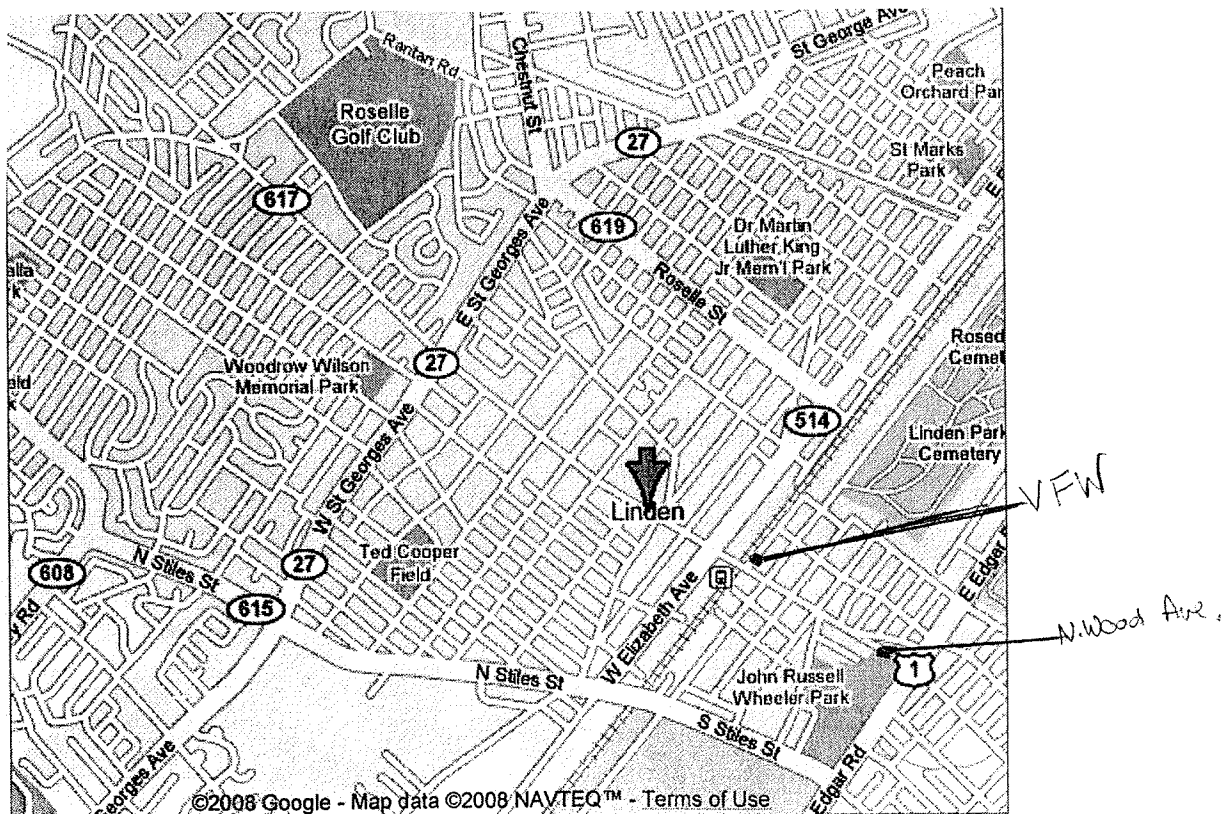 St George Ave
Raritan Rd
Chestnut St
Peach
Orchard Par
Roselle
Golf Club
27
St Marks
Park
617
E E
619
Dr Martin
Luther King
Jr Mem'l Park
E St Georges Ave
alla
k
Roselle St
Rosed
Cemet
27
Woodrow Wilson
Memorial Park
eld
k
514
Linden Park
Cemetery
W St Georges Ave
VFW
Linden
Ted Cooper
Field
27
N Stiles St
608
E Edgar R
W Elizabeth Ave
615
ey Rd
N.Wood Ave.
1
John Russell
Wheeler Park
N Stiles St
S Stiles St
Edgar Rd
Georges Ave
©2008 Google - Map data ©2008 NAVTEQ™ - Terms of Use